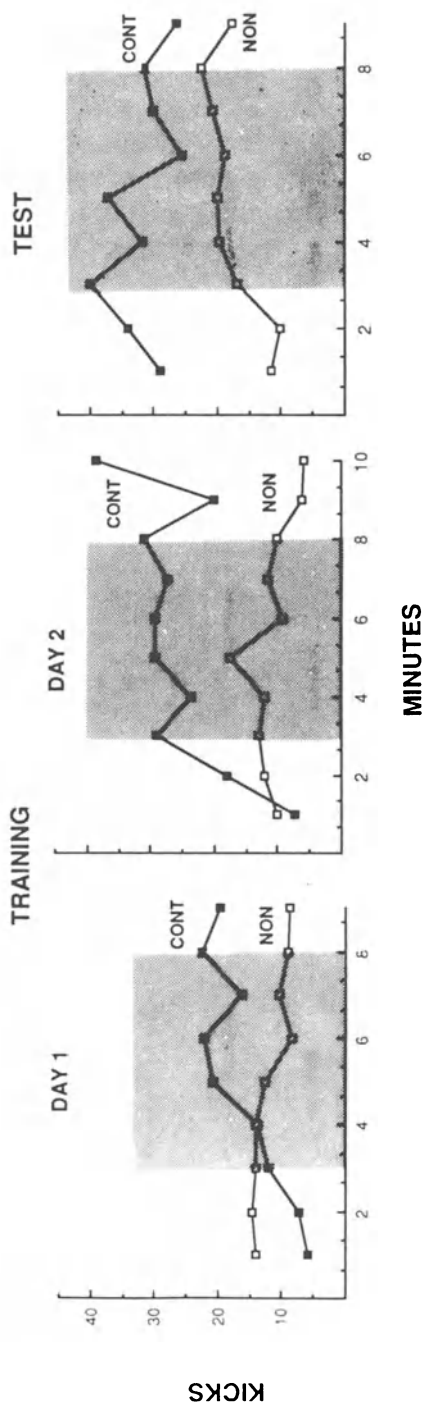 TRAINING
DAY 1
DAY 2
TEST
KICKS
40
30
20
10
CONT
NON
2 4 6 8
CONT
NON
2 4 6 8 10
CONT
NON
2 4 6 8
MINUTES